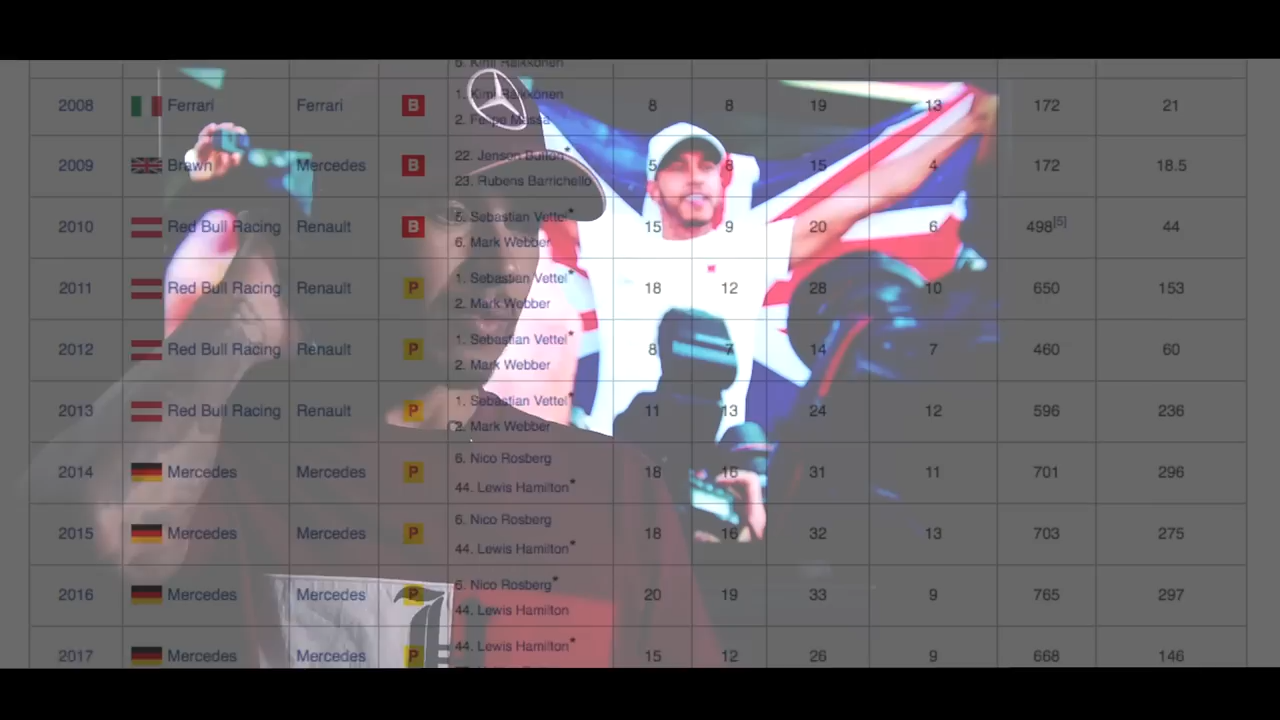 6. Kimi Räikkönen
2008 Ferrari Ferrari B 1. Kimi Räikkönen 8 8 19 13 172 21
2. Felipe Massa
2009 Brawn Mercedes B 22. Jenson Button* 5 8 15 4 172 18.5
23. Rubens Barrichello
2010 Red Bull Racing Renault B 5. Sebastian Vettel* 15 9 20 6 498[5] 44
6. Mark Webber
2011 Red Bull Racing Renault P 1. Sebastian Vettel* 18 12 28 10 650 153
2. Mark Webber
2012 Red Bull Racing Renault P 1. Sebastian Vettel* 8 7 14 7 460 60
2. Mark Webber
2013 Red Bull Racing Renault P 1. Sebastian Vettel* 11 13 24 12 596 236
2. Mark Webber
2014 Mercedes Mercedes P 6. Nico Rosberg 18 16 31 11 701 296
44. Lewis Hamilton*
2015 Mercedes Mercedes P 6. Nico Rosberg 18 16 32 13 703 275
44. Lewis Hamilton*
2016 Mercedes Mercedes P 6. Nico Rosberg* 20 19 33 9 765 297
44. Lewis Hamilton
2017 Mercedes Mercedes P 44. Lewis Hamilton* 15 12 26 9 668 146